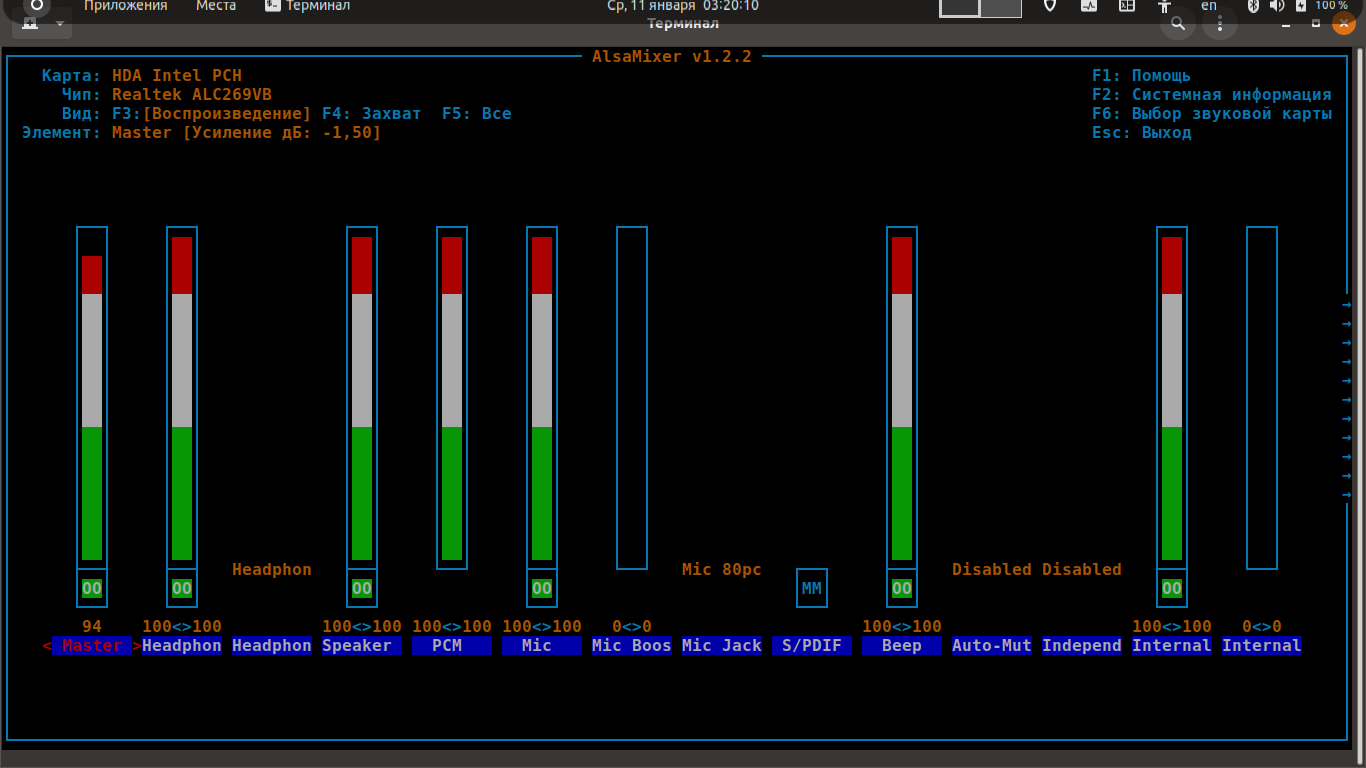 Приложения Места Терминал Ср, 11 января 03:20:10 en 100 %
Терминал
AlsaMixer v1.2.2
Карта: HDA Intel PCH F1: Помощь
Чип: Realtek ALC269VB F2: Системная информация
Вид: F3:[Воспроизведение] F4: Захват F5: Все F6: Выбор звуковой карты
Элемент: Master [Усиление дБ: -1,50] Esc: Выход
Headphon Mic 80pc Disabled Disabled
OO OO OO OO MM OO OO
94 100<>100 100<>100 100<>100 100<>100 0<>0 100<>100 100<>100 0<>0
< Master >Headphon Headphon Speaker PCM Mic Mic Boos Mic Jack S/PDIF Beep Auto-Mut Independ Internal Internal